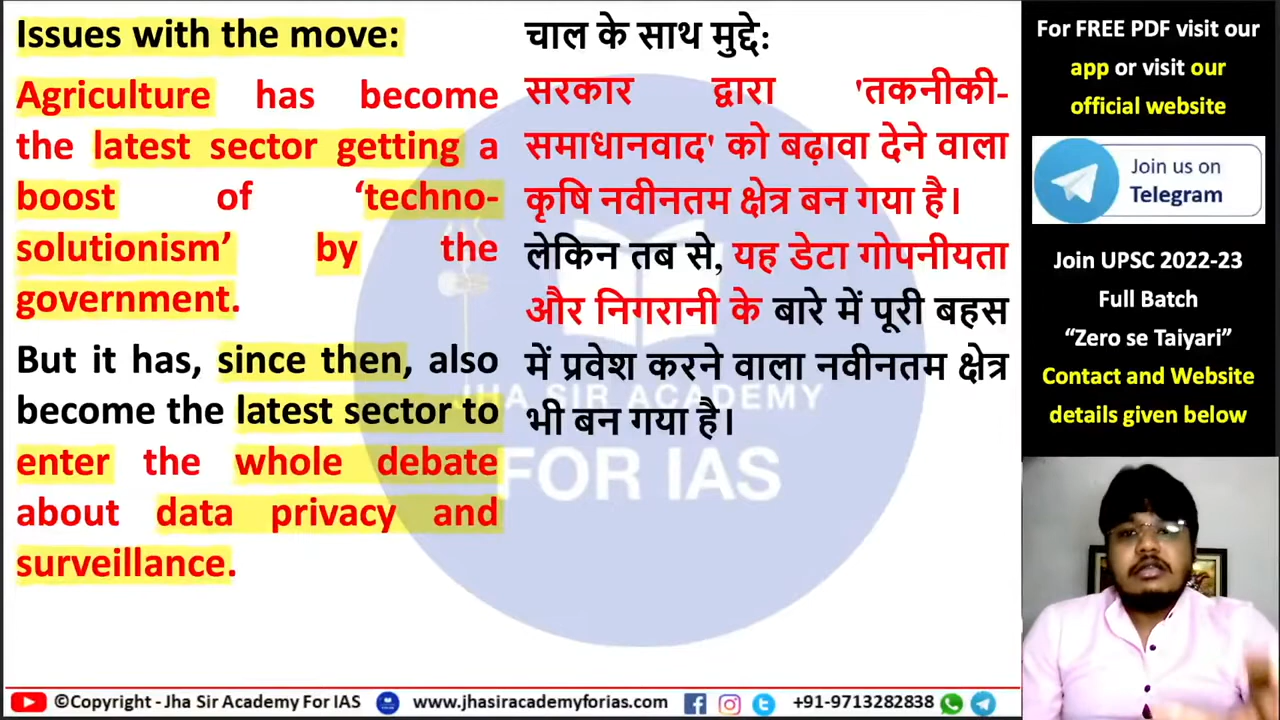 Issues with the move:
Agriculture has become
the latest sector getting a
boost of ‘techno-
solutionism’ by the
government.
But it has, since then, also
become the latest sector to
enter the whole debate
about data privacy and
surveillance.
चाल के साथ मुद्दे:
सरकार द्वारा 'तकनीकी-
समाधानवाद' को बढ़ावा देने वाला
कृषि नवीनतम क्षेत्र बन गया है।
लेकिन तब से, यह डेटा गोपनीयता
और निगरानी के बारे में पूरी बहस
में प्रवेश करने वाला नवीनतम क्षेत्र
भी बन गया है।
JHA SIR ACADEMY
FOR IAS
For FREE PDF visit our
app or visit our
official website
Join us on
Telegram
Join UPSC 2022-23
Full Batch
“Zero se Taiyari”
Contact and Website
details given below
©Copyright - Jha Sir Academy For IAS
www.jhasiracademyforias.com
+91-9713282838